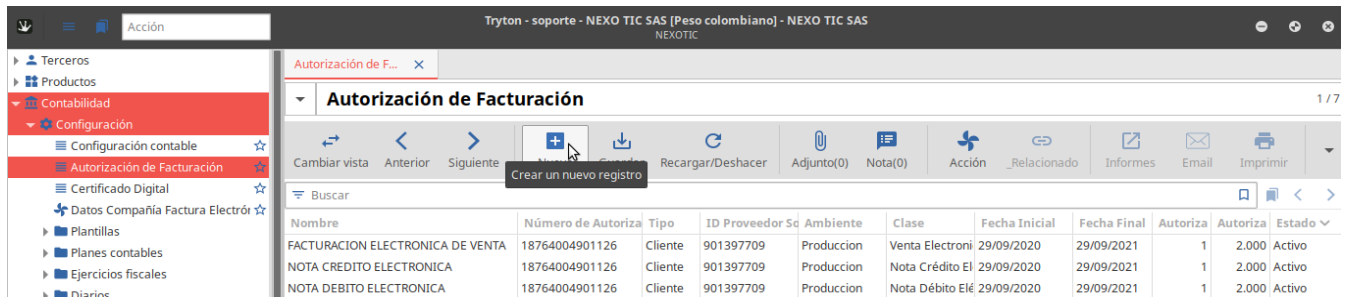 Tryton - soporte - NEXO TIC SAS [Peso colombiano] - NEXO TIC SAS
NEXOTIC
Acción
Terceros
Productos
Contabilidad
Configuración
Configuración contable
Autorización de Facturación
Certificado Digital
Datos Compañía Factura Electrór
Plantillas
Planes contables
Ejercicios fiscales
Diarios
Autorización de F...
Autorización de Facturación
1 / 7
Cambiar vista Anterior Siguiente Nuevo Guardar Recargar/Deshacer Adjunto(0) Nota(0) Acción _Relacionado Informes Email Imprimir
Crear un nuevo registro
Buscar
Nombre Número de Autoriza Tipo ID Proveedor So Ambiente Clase Fecha Inicial Fecha Final Autoriza Autoriza Estado
FACTURACION ELECTRONICA DE VENTA 18764004901126 Cliente 901397709 Produccion Venta Electroni 29/09/2020 29/09/2021 1 2.000 Activo
NOTA CREDITO ELECTRONICA 18764004901126 Cliente 901397709 Produccion Nota Crédito El 29/09/2020 29/09/2021 1 2.000 Activo
NOTA DEBITO ELECTRONICA 18764004901126 Cliente 901397709 Produccion Nota Débito Elé 29/09/2020 29/09/2021 1 2.000 Activo